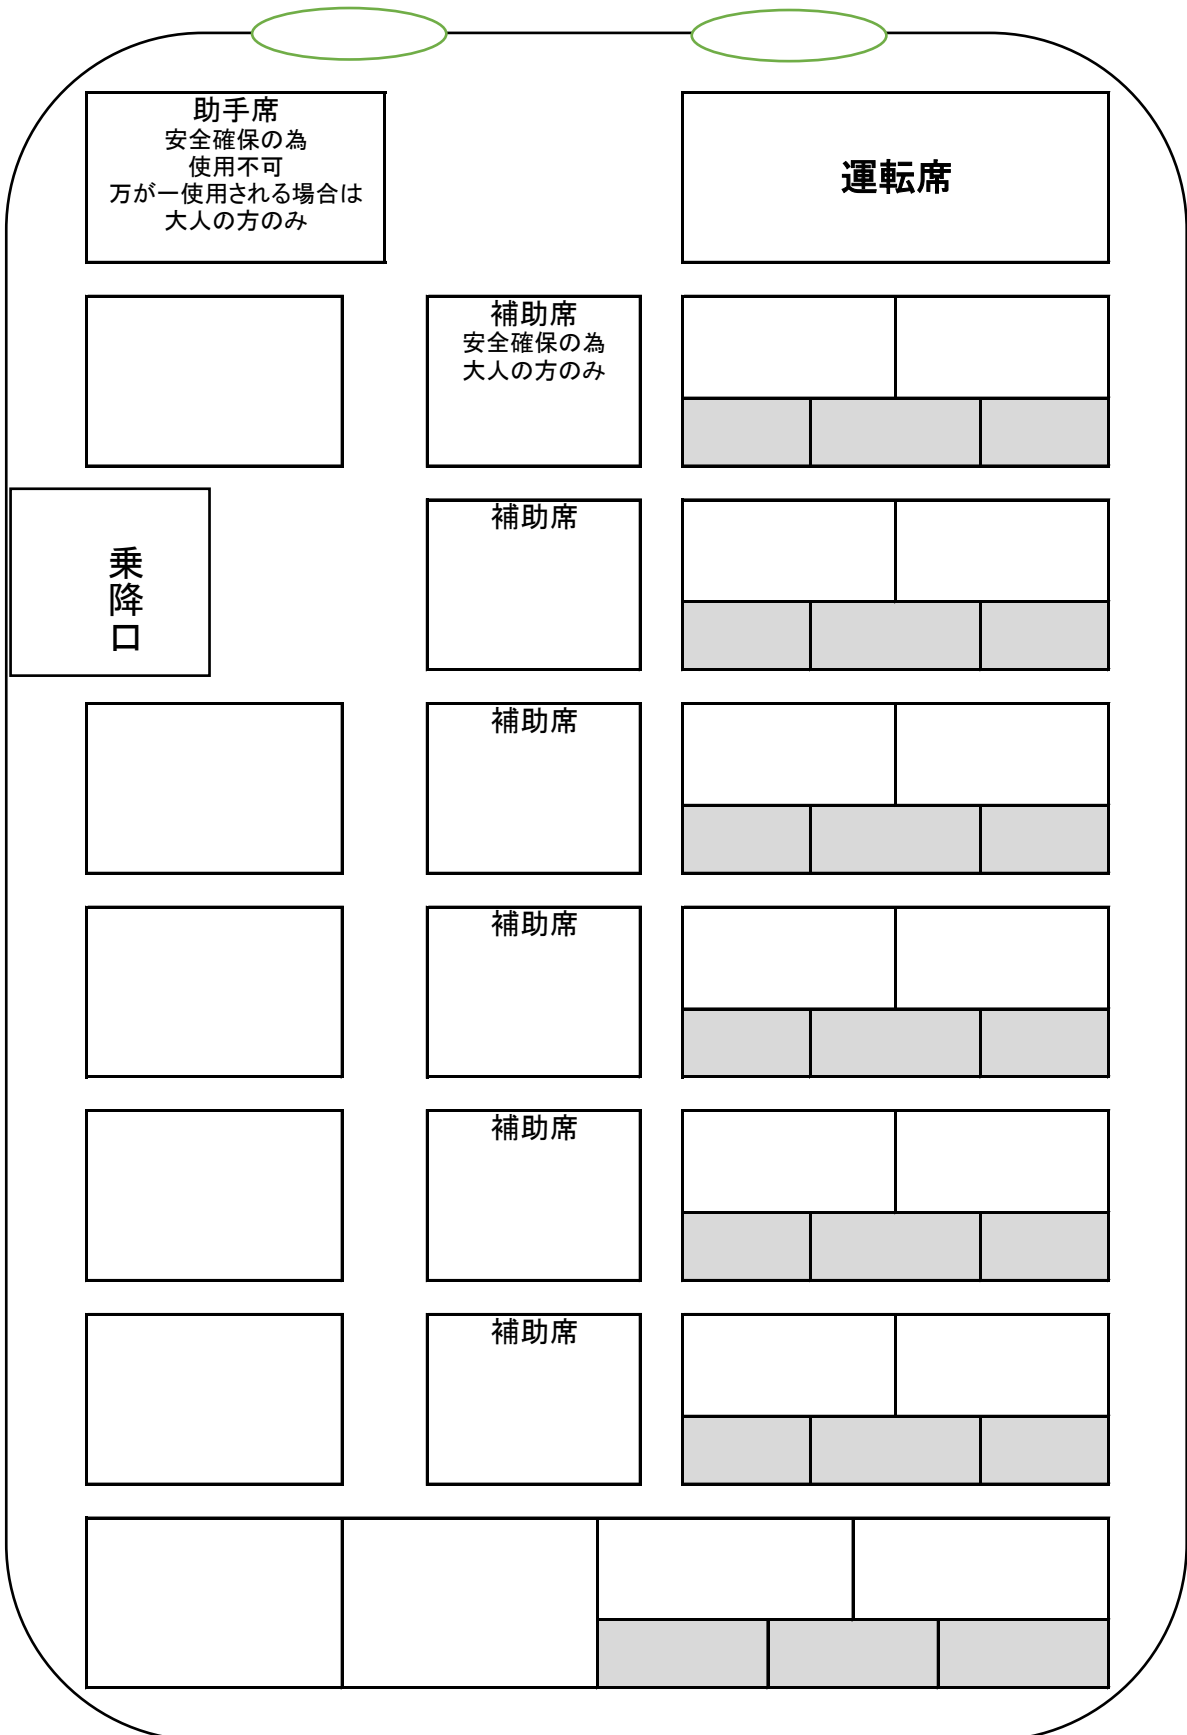 助手席
安全確保の為
使用不可
万が一使用される場合は
大人の方のみ
運転席
補助席
安全確保の為
大人の方のみ
乗降口
補助席
補助席
補助席
補助席
補助席